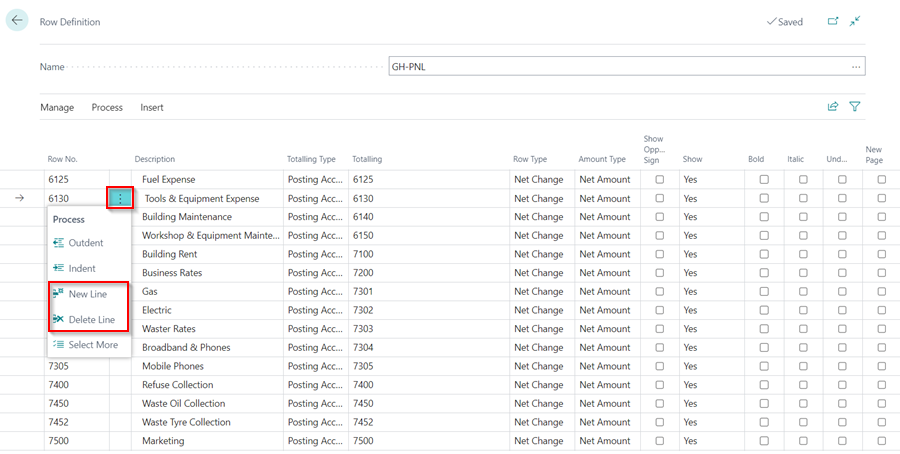 Row Definition
Saved
Name
GH-PNL
...
Manage Process Insert
Row No. Description Totalling Type Totalling Row Type Amount Type Show Opp... Sign Show Bold Italic Und... New Page
6125 Fuel Expense Posting Acc... 6125 Net Change Net Amount Yes
6130 Tools & Equipment Expense Posting Acc... 6130 Net Change Net Amount Yes
Process
Outdent
Indent
New Line
Delete Line
Select More
Building Maintenance Posting Acc... 6140 Net Change Net Amount Yes
Workshop & Equipment Mainte... Posting Acc... 6150 Net Change Net Amount Yes
Building Rent Posting Acc... 7100 Net Change Net Amount Yes
Business Rates Posting Acc... 7200 Net Change Net Amount Yes
Gas Posting Acc... 7301 Net Change Net Amount Yes
Electric Posting Acc... 7302 Net Change Net Amount Yes
Waster Rates Posting Acc... 7303 Net Change Net Amount Yes
Broadband & Phones Posting Acc... 7304 Net Change Net Amount Yes
7305 Mobile Phones Posting Acc... 7305 Net Change Net Amount Yes
7400 Refuse Collection Posting Acc... 7400 Net Change Net Amount Yes
7450 Waste Oil Collection Posting Acc... 7450 Net Change Net Amount Yes
7452 Waste Tyre Collection Posting Acc... 7452 Net Change Net Amount Yes
7500 Marketing Posting Acc... 7500 Net Change Net Amount Yes